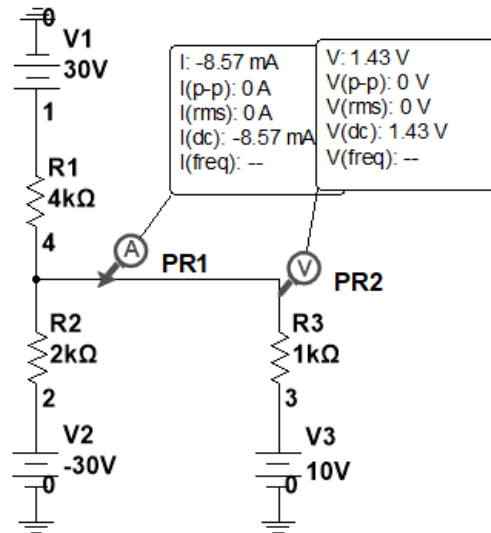 0
V1
30V
1
R1
4kΩ
4
I: -8.57 mA
I(p-p): 0 A
I(rms): 0 A
I(dc): -8.57 mA
I(freq): --
V: 1.43 V
V(p-p): 0 V
V(rms): 0 V
V(dc): 1.43 V
V(freq): --
A
PR1
V
PR2
R2
2kΩ
2
V2
-30V
0
R3
1kΩ
3
V3
10V
0